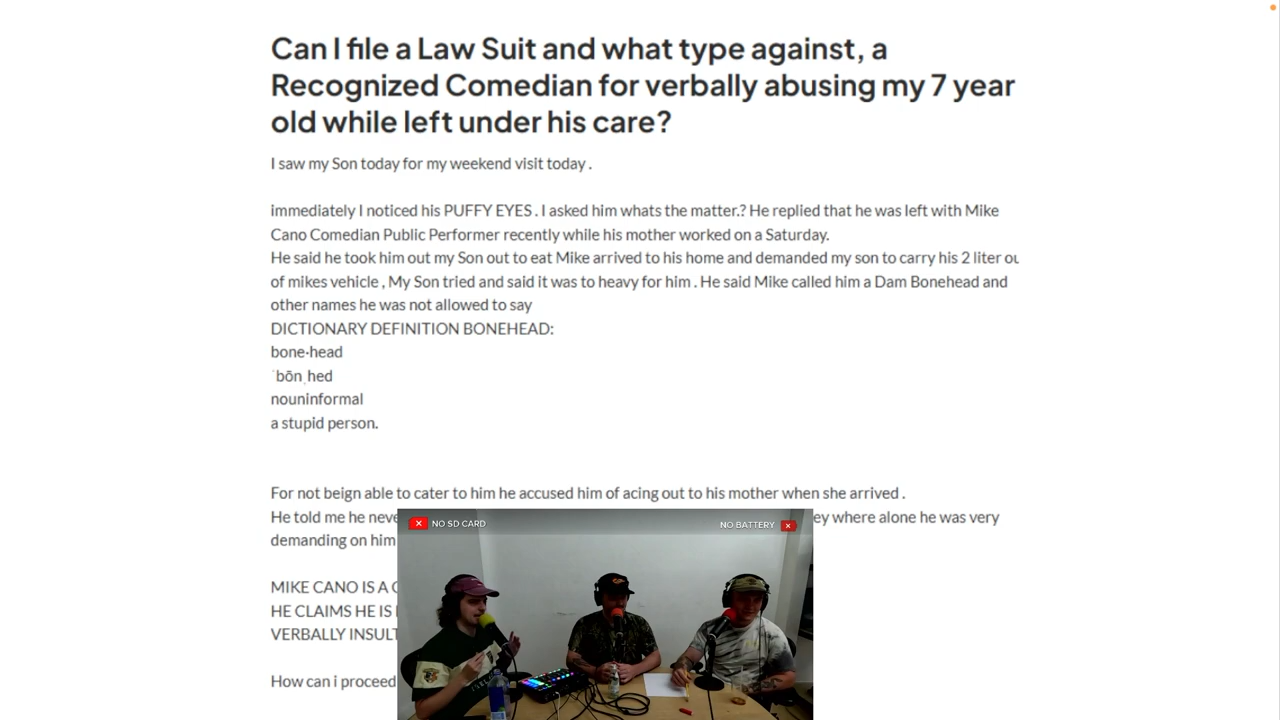 Can I file a Law Suit and what type against, a
Recognized Comedian for verbally abusing my 7 year
old while left under his care?
I saw my Son today for my weekend visit today .
immediately I noticed his PUFFY EYES . I asked him whats the matter.? He replied that he was left with Mike
Cano Comedian Public Performer recently while his mother worked on a Saturday.
He said he took him out my Son out to eat Mike arrived to his home and demanded my son to carry his 2 liter ou
of mikes vehicle , My Son tried and said it was to heavy for him . He said Mike called him a Dam Bonehead and
other names he was not allowed to say
DICTIONARY DEFINITION BONEHEAD:
bone·head
ˈbōnˌhed
nouninformal
a stupid person.
For not beign able to cater to him he accused him of acing out to his mother when she arrived .
He told me he neve ey where alone he was very
demanding on him
MIKE CANO IS A C
HE CLAIMS HE IS
VERBALLY INSULT
How can i proceed
NO SD CARD
NO BATTERY